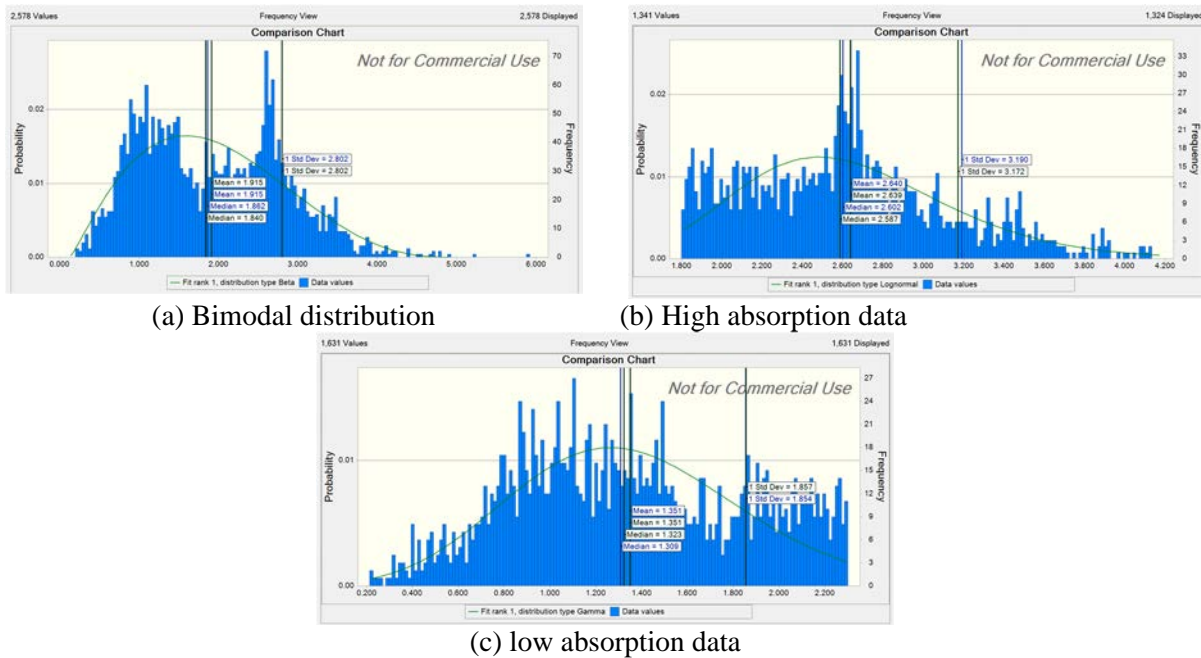 2,578 Values Frequency View 2,578 Displayed
Comparison Chart
Not for Commercial Use
Probability
Frequency
0.02
0.01
0.00
70
60
50
40
30
20
10
0
1 Std Dev = 2.802
1 Std Dev = 2.802
Mean = 1.915
Mean = 1.915
Median = 1.862
Median = 1.840
0.000 1.000 2.000 3.000 4.000 5.000 6.000
Fit rank 1, distribution type Beta Data values
(a) Bimodal distribution
1,341 Values Frequency View 1,324 Displayed
Comparison Chart
Not for Commercial Use
Probability
Frequency
0.02
0.01
0.00
33
30
27
24
21
18
15
12
9
6
3
0
1 Std Dev = 3.190
1 Std Dev = 3.172
Mean = 2.640
Mean = 2.639
Median = 2.602
Median = 2.587
1.800 2.000 2.200 2.400 2.600 2.800 3.000 3.200 3.400 3.600 3.800 4.000 4.200
Fit rank 1, distribution type Lognormal Data values
(b) High absorption data
1,631 Values Frequency View 1,631 Displayed
Comparison Chart
Not for Commercial Use
Probability
Frequency
0.01
0.00
27
24
21
18
15
12
9
6
3
0
1 Std Dev = 1.857
1 Std Dev = 1.854
Mean = 1.351
Mean = 1.351
Median = 1.323
Median = 1.309
0.200 0.400 0.600 0.800 1.000 1.200 1.400 1.600 1.800 2.000 2.200
Fit rank 1, distribution type Gamma Data values
(c) low absorption data